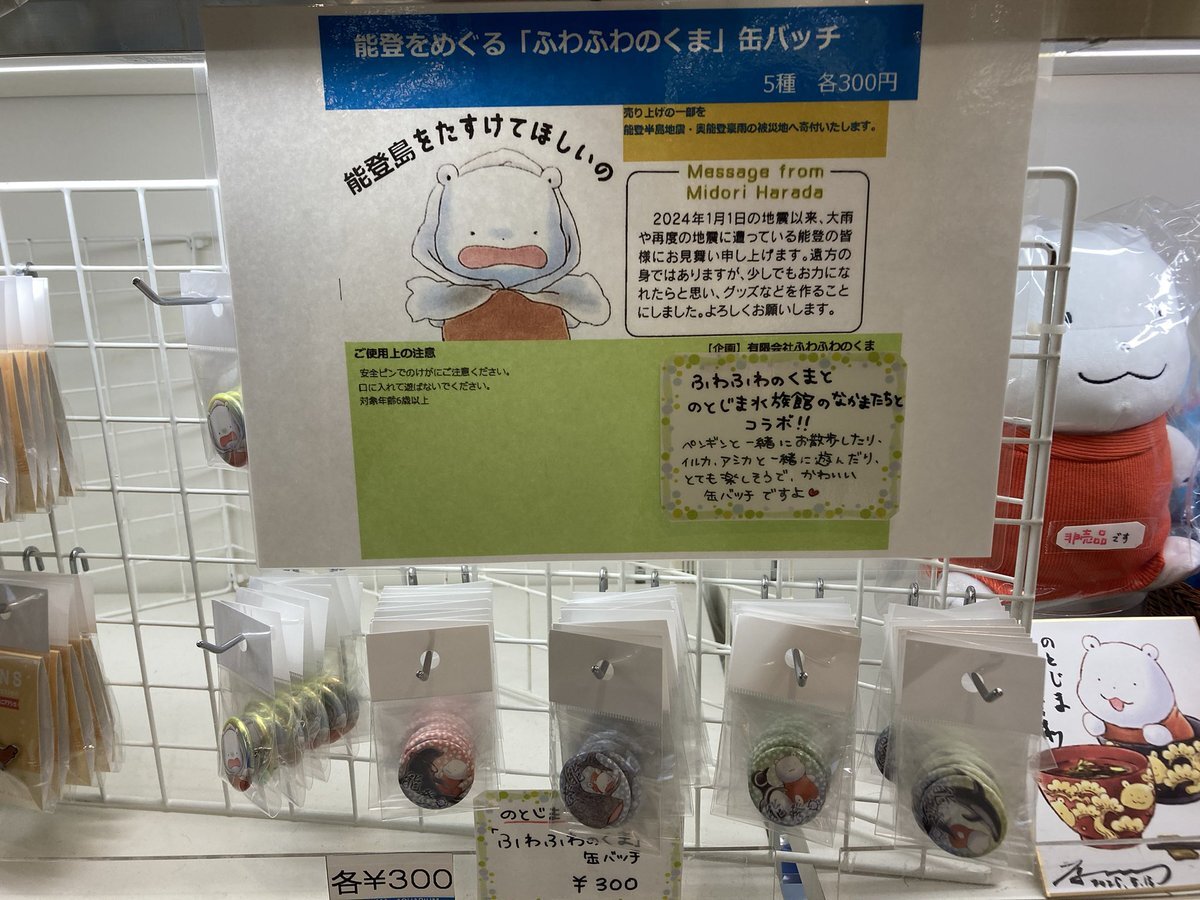 能登をめぐる「ふわふわのくま」缶バッチ
5種 各300円
能登島をたすけてほしいの
売り上げの一部を
能登半島地震・奥能登豪雨の被災地へ寄付いたします。
Message from
Midori Harada
2024年1月1日の地震以来、大雨
や再度の地震に遭っている能登の皆
様にお見舞い申し上げます。遠方の
身ではありますが、少しでもお力にな
れたらと思い、グッズなどを作ること
にしました。よろしくお願いします。
ご使用上の注意
安全ピンでのけがにご注意ください。
口に入れて遊ばないでください。
対象年齢6歳以上
【企画】有限会社ふわふわのくま
ふわふわのくまと
のとじま水族館のなかまたちと
コラボ!!
ペンギンと一緒にお散歩したり、
イルカ、アシカと一緒に遊んだり、
とても楽しそうで、かわいい
缶バッチですよ♥
非売品です
のとじま
「ふわふわのくま」
缶バッチ
¥300
各¥300
のとじま
2025.5.15